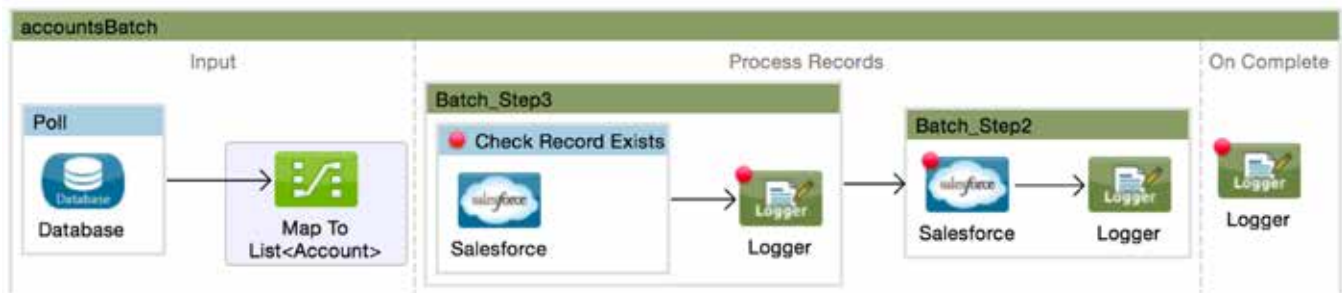 accountsBatch
Input
Process Records
On Complete
Poll
Database
Database
Map To
List<Account>
Batch_Step3
Check Record Exists
salesforce
Salesforce
Logger
Logger
Batch_Step2
salesforce
Salesforce
Logger
Logger
Logger
Logger